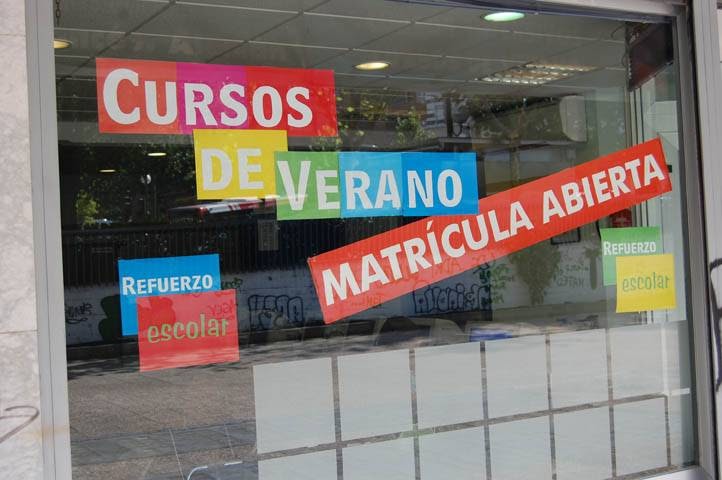 CURSOS
DE VERANO
MATRÍCULA ABIERTA
REFUERZO
escolar
REFUERZO
escolar